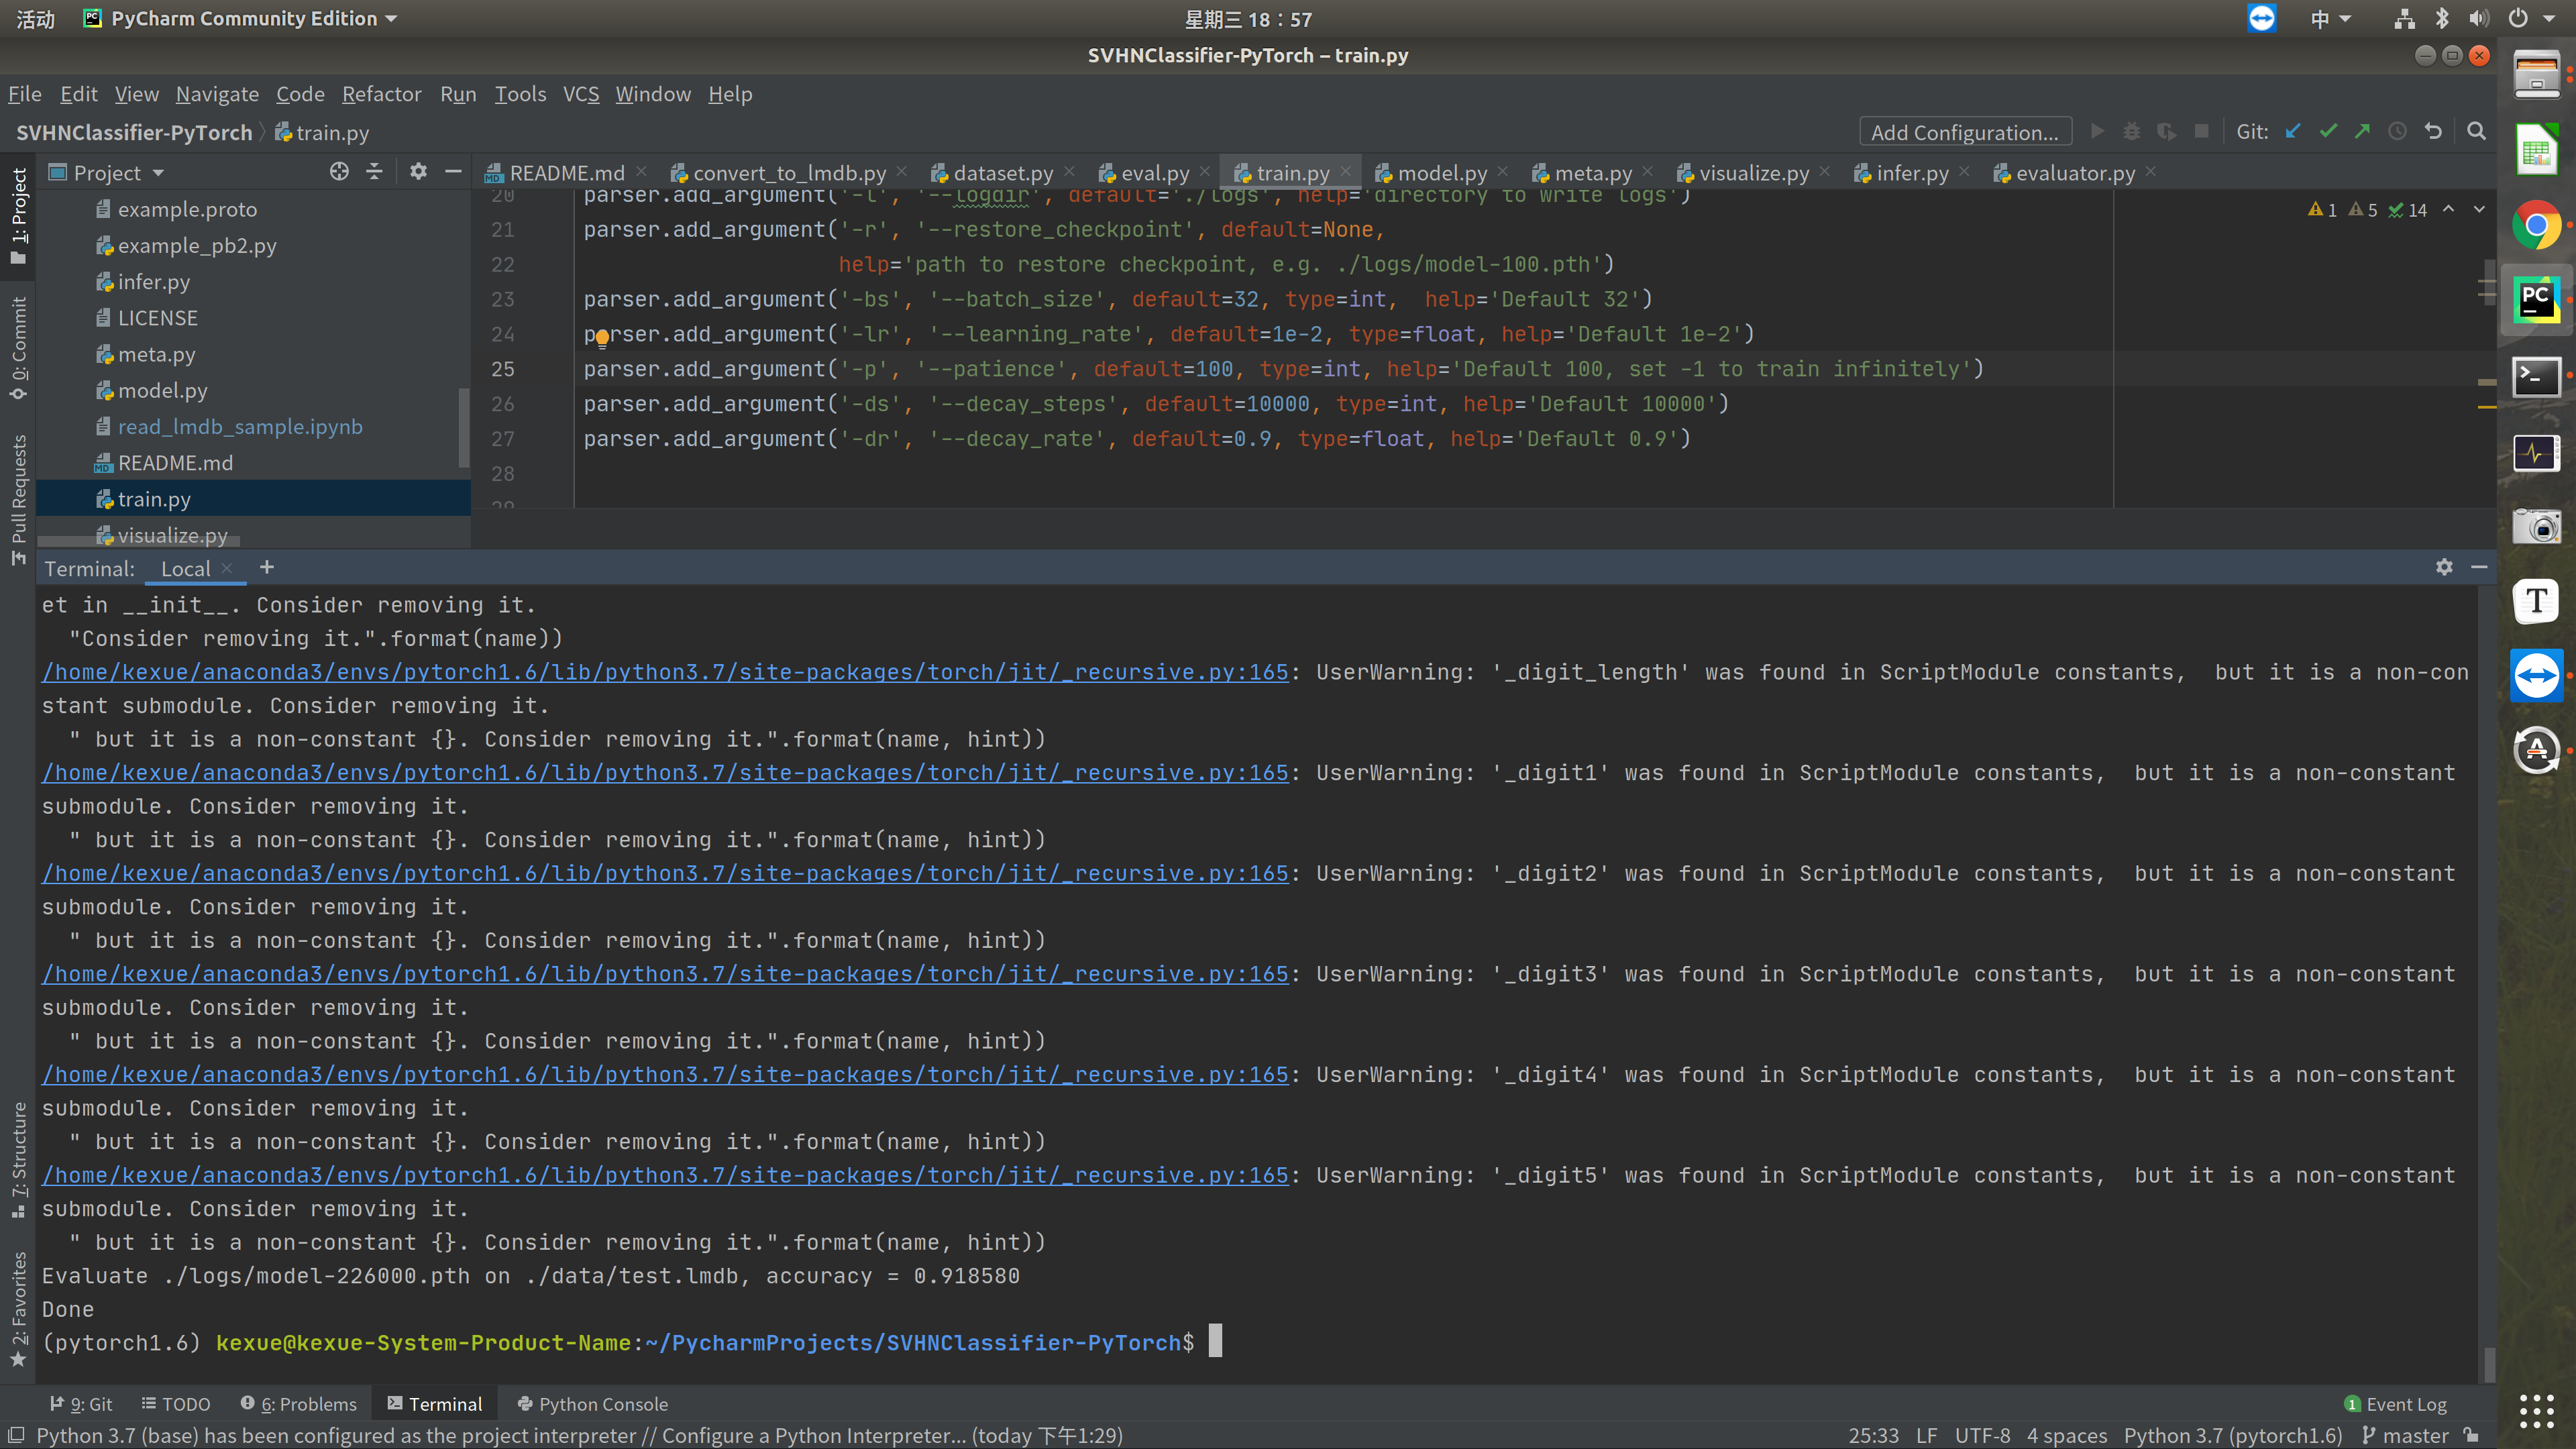 活动 PyCharm Community Edition 星期三 18:57 中
SVHNClassifier-PyTorch – train.py
File Edit View Navigate Code Refactor Run Tools VCS Window Help
SVHNClassifier-PyTorch train.py Add Configuration... Git:
Project README.md convert_to_lmdb.py dataset.py eval.py train.py model.py meta.py visualize.py infer.py evaluator.py
1: Project
0: Commit
Pull Requests
7: Structure
2: Favorites
example.proto
example_pb2.py
infer.py
LICENSE
meta.py
model.py
read_lmdb_sample.ipynb
README.md
train.py
visualize.py
1 5 14
20 parser.add_argument('-l', '--logdir', default='./logs', help='directory to write logs')
21 parser.add_argument('-r', '--restore_checkpoint', default=None,
22 help='path to restore checkpoint, e.g. ./logs/model-100.pth')
23 parser.add_argument('-bs', '--batch_size', default=32, type=int,  help='Default 32')
24 parser.add_argument('-lr', '--learning_rate', default=1e-2, type=float, help='Default 1e-2')
25 parser.add_argument('-p', '--patience', default=100, type=int, help='Default 100, set -1 to train infinitely')
26 parser.add_argument('-ds', '--decay_steps', default=10000, type=int, help='Default 10000')
27 parser.add_argument('-dr', '--decay_rate', default=0.9, type=float, help='Default 0.9')
28
29
Terminal: Local +
et in __init__. Consider removing it.
"Consider removing it.".format(name))
/home/kexue/anaconda3/envs/pytorch1.6/lib/python3.7/site-packages/torch/jit/_recursive.py:165: UserWarning: '_digit_length' was found in ScriptModule constants,  but it is a non-con
stant submodule. Consider removing it.
" but it is a non-constant {}. Consider removing it.".format(name, hint))
/home/kexue/anaconda3/envs/pytorch1.6/lib/python3.7/site-packages/torch/jit/_recursive.py:165: UserWarning: '_digit1' was found in ScriptModule constants,  but it is a non-constant
submodule. Consider removing it.
" but it is a non-constant {}. Consider removing it.".format(name, hint))
/home/kexue/anaconda3/envs/pytorch1.6/lib/python3.7/site-packages/torch/jit/_recursive.py:165: UserWarning: '_digit2' was found in ScriptModule constants,  but it is a non-constant
submodule. Consider removing it.
" but it is a non-constant {}. Consider removing it.".format(name, hint))
/home/kexue/anaconda3/envs/pytorch1.6/lib/python3.7/site-packages/torch/jit/_recursive.py:165: UserWarning: '_digit3' was found in ScriptModule constants,  but it is a non-constant
submodule. Consider removing it.
" but it is a non-constant {}. Consider removing it.".format(name, hint))
/home/kexue/anaconda3/envs/pytorch1.6/lib/python3.7/site-packages/torch/jit/_recursive.py:165: UserWarning: '_digit4' was found in ScriptModule constants,  but it is a non-constant
submodule. Consider removing it.
" but it is a non-constant {}. Consider removing it.".format(name, hint))
/home/kexue/anaconda3/envs/pytorch1.6/lib/python3.7/site-packages/torch/jit/_recursive.py:165: UserWarning: '_digit5' was found in ScriptModule constants,  but it is a non-constant
submodule. Consider removing it.
" but it is a non-constant {}. Consider removing it.".format(name, hint))
Evaluate ./logs/model-226000.pth on ./data/test.lmdb, accuracy = 0.918580
Done
(pytorch1.6) kexue@kexue-System-Product-Name:~/PycharmProjects/SVHNClassifier-PyTorch$
9: Git TODO 6: Problems Terminal Python Console 1 Event Log
Python 3.7 (base) has been configured as the project interpreter // Configure a Python Interpreter... (today 下午1:29) 25:33 LF UTF-8 4 spaces Python 3.7 (pytorch1.6) master